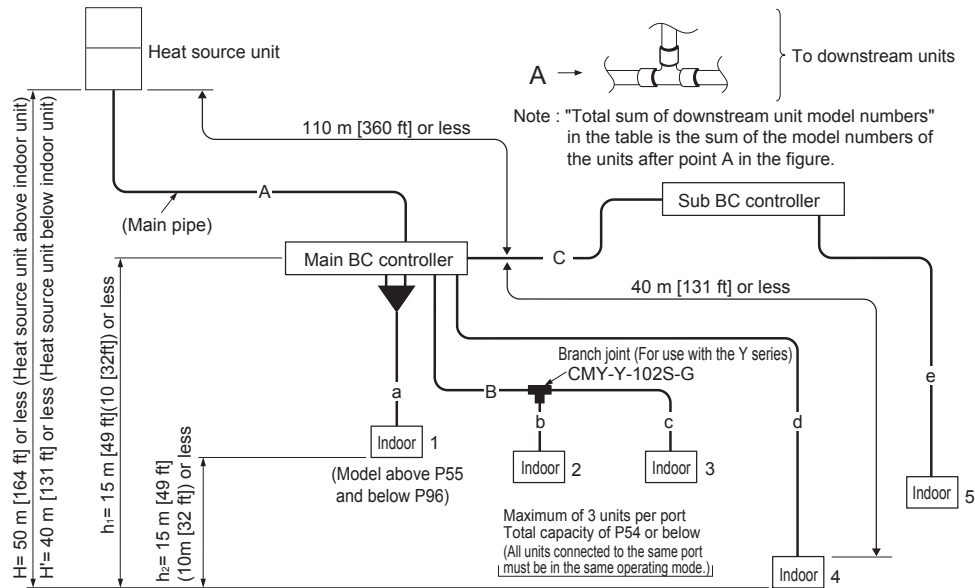 Heat source unit
A
To downstream units
Note : "Total sum of downstream unit model numbers"
in the table is the sum of the model numbers of
the units after point A in the figure.
110 m [360 ft] or less
H= 50 m [164 ft] or less (Heat source unit above indoor unit)
H'= 40 m [131 ft] or less (Heat source unit below indoor unit)
A
(Main pipe)
Sub BC controller
Main BC controller
C
40 m [131 ft] or less
h1= 15 m [49 ft](10 [32ft]) or less
Branch joint (For use with the Y series)
CMY-Y-102S-G
a
B
b
c
d
e
Indoor 1
(Model above P55
and below P96)
h2= 15 m [49 ft]
(10m [32 ft]) or less
Indoor 2
Indoor 3
Indoor 5
Maximum of 3 units per port
Total capacity of P54 or below
(All units connected to the same port
must be in the same operating mode.)
Indoor 4